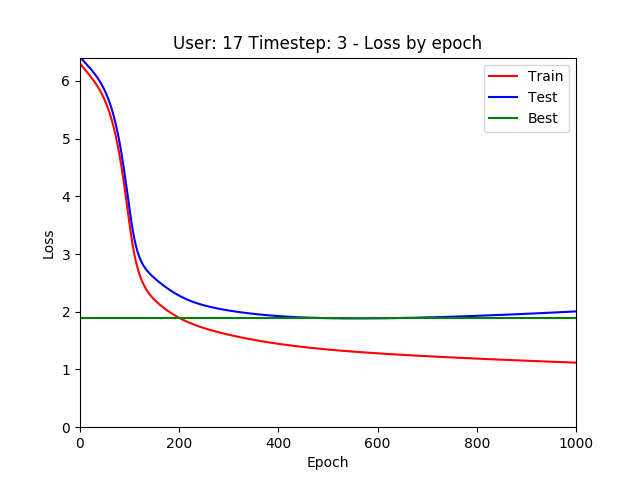 User: 17 Timestep: 3 - Loss by epoch
Train
Test
Best
6
5
4
3
2
1
0
Loss
0 200 400 600 800 1000
Epoch